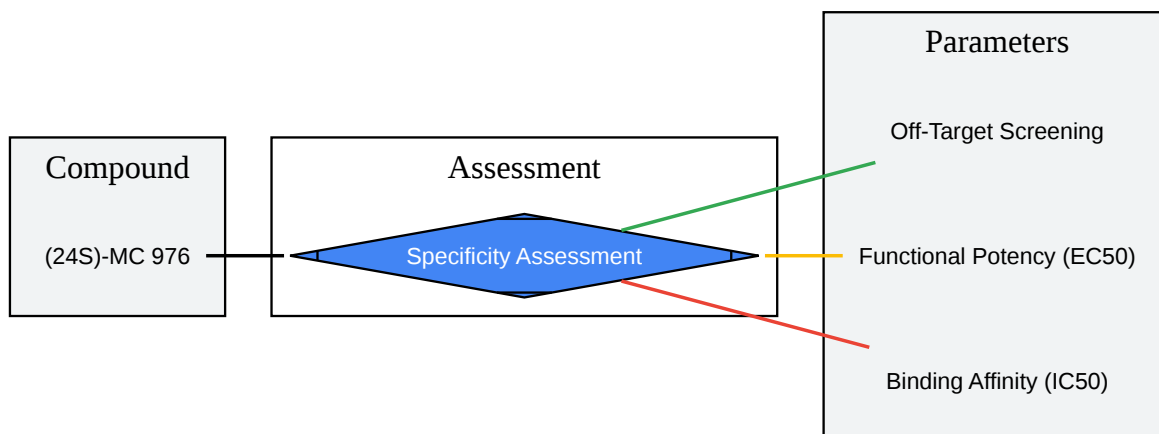 Compound
(24S)-MC 976
Assessment
Specificity Assessment
Parameters
Off-Target Screening
Functional Potency (EC50)
Binding Affinity (IC50)